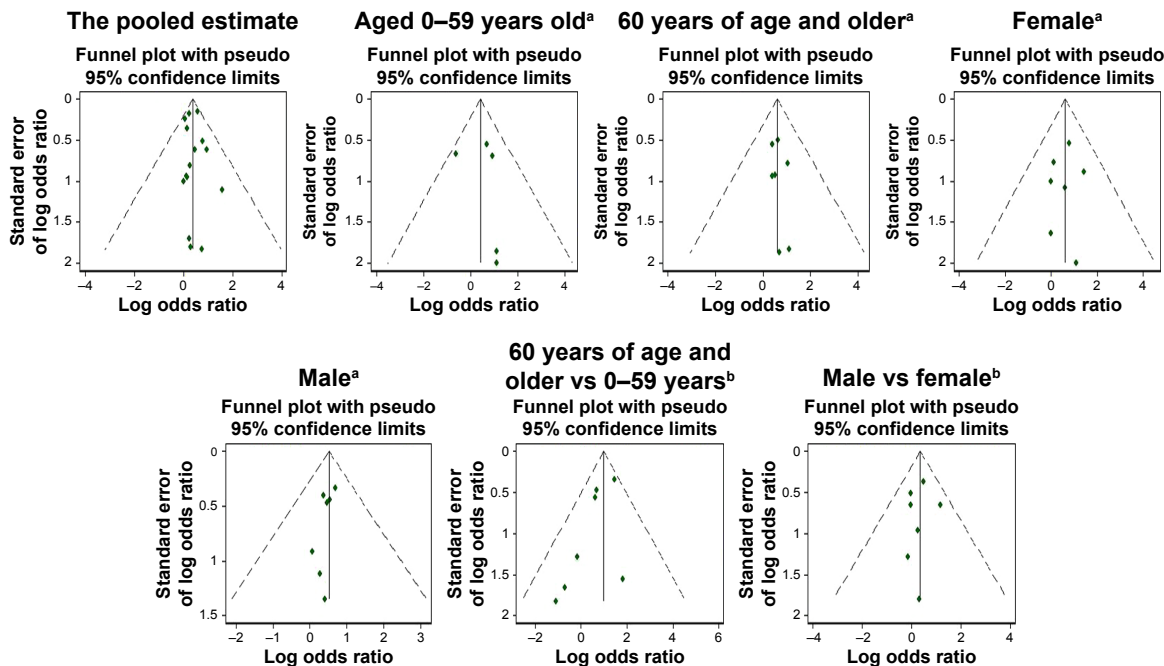 The pooled estimate
Funnel plot with pseudo
95% confidence limits
Standard error
of log odds ratio
0
0.5
1
1.5
2
–4 –2 0 2 4
Log odds ratio
Aged 0–59 years oldᵃ
Funnel plot with pseudo
95% confidence limits
Standard error
of log odds ratio
0
0.5
1
1.5
2
–4 –2 0 2 4
Log odds ratio
60 years of age and olderᵃ
Funnel plot with pseudo
95% confidence limits
Standard error
of log odds ratio
0
0.5
1
1.5
2
–4 –2 0 2 4
Log odds ratio
Femaleᵃ
Funnel plot with pseudo
95% confidence limits
Standard error
of log odds ratio
0
0.5
1
1.5
2
–4 –2 0 2 4
Log odds ratio
Maleᵃ
Funnel plot with pseudo
95% confidence limits
Standard error
of log odds ratio
0
0.5
1
1.5
–2 –1 0 1 2 3
Log odds ratio
60 years of age and
older vs 0–59 yearsᵇ
Funnel plot with pseudo
95% confidence limits
Standard error
of log odds ratio
0
0.5
1
1.5
2
–2 0 2 4 6
Log odds ratio
Male vs femaleᵇ
Funnel plot with pseudo
95% confidence limits
Standard error
of log odds ratio
0
0.5
1
1.5
2
–4 –2 0 2 4
Log odds ratio